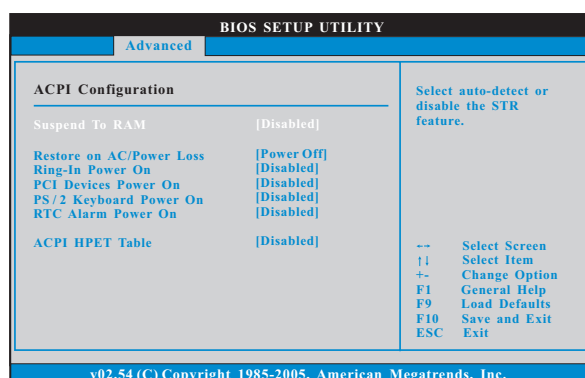 BIOS SETUP UTILITY
Advanced
ACPI Configuration
Suspend To RAM [Disabled]
Restore on AC/Power Loss [Power Off]
Ring-In Power On [Disabled]
PCI Devices Power On [Disabled]
PS/2 Keyboard Power On [Disabled]
RTC Alarm Power On [Disabled]
ACPI HPET Table [Disabled]
Select auto-detect or
disable the STR
feature.
←→ Select Screen
↑↓ Select Item
+- Change Option
F1 General Help
F9 Load Defaults
F10 Save and Exit
ESC Exit
v02.54 (C) Copyright 1985-2005, American Megatrends, Inc.